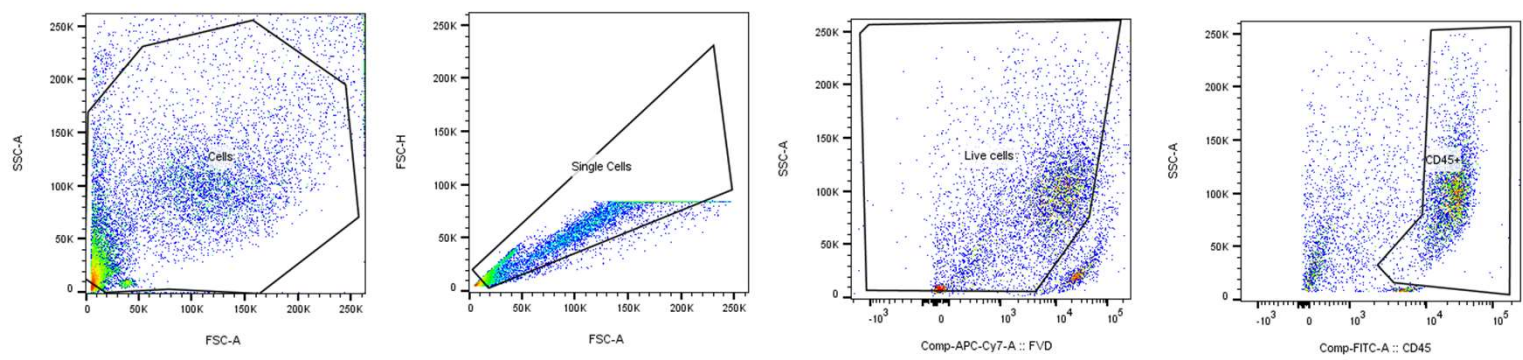 250K
200K
150K
100K
50K
0
SSC-A
Cells
0
50K
100K
150K
200K
250K
FSC-A
250K
200K
150K
100K
50K
0
FSC-H
Single Cells
0
50K
100K
150K
200K
250K
FSC-A
250K
200K
150K
100K
50K
0
SSC-A
Live cells
-10³
0
10³
10⁴
10⁵
Comp-APC-Cy7-A :: FVD
250K
200K
150K
100K
50K
0
SSC-A
CD45+
-10³
0
10³
10⁴
10⁵
Comp-FITC-A :: CD45